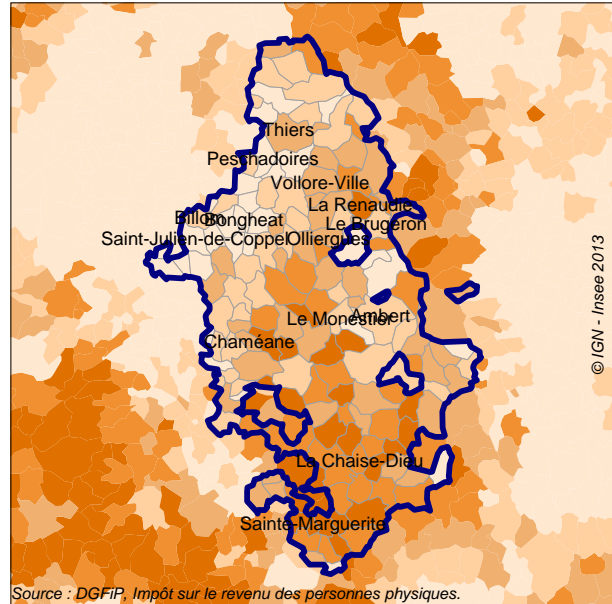 Thiers
Peschadoires
Vollore-Ville
La Renaudie
Billom
Bongheat
Le Brugeron
Saint-Julien-de-Coppel
Olliergues
Le Monestier
Ambert
Chaméane
La Chaise-Dieu
Sainte-Marguerite
© IGN - Insee 2013
Source : DGFiP, Impôt sur le revenu des personnes physiques.